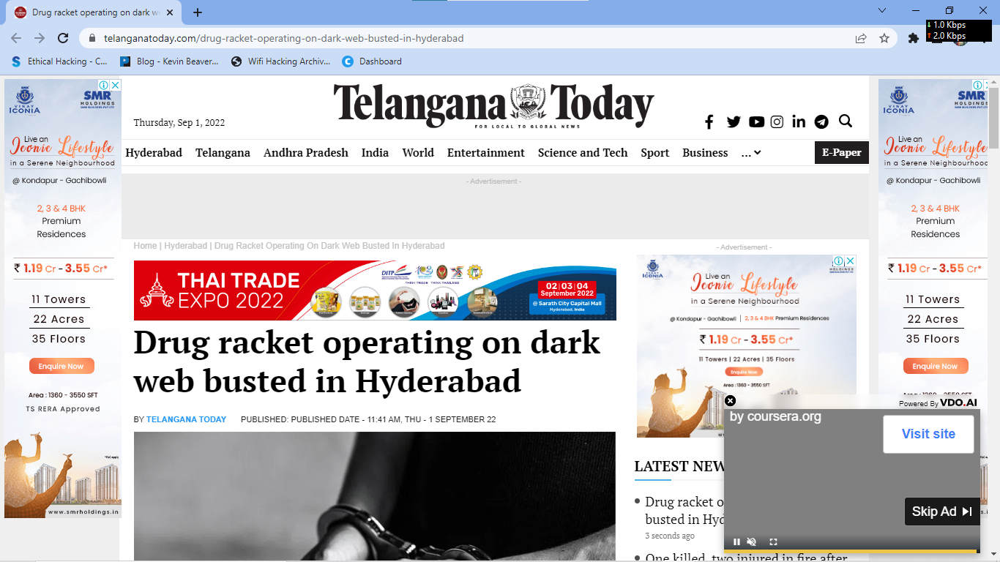 Drug racket operating on dark w
1.0 Kbps
2.0 Kbps
telanganatoday.com/drug-racket-operating-on-dark-web-busted-in-hyderabad
Ethical Hacking - C...
Blog - Kevin Beaver...
Wifi Hacking Archiv...
Dashboard
VINAY
ICONIA
SMR
HOLDINGS
Live an
Iconic Lifestyle
in a Serene Neighbourhood
@ Kondapur - Gachibowli
2, 3 & 4 BHK
Premium
Residences
₹ 1.19 Cr - 3.55 Cr*
11 Towers
22 Acres
35 Floors
Enquire Now
Area : 1360 - 3550 SFT
TS RERA Approved
www.smrholdings.in
Thursday, Sep 1, 2022
Telangana Today
FOR LOCAL TO GLOBAL NEWS
Hyderabad Telangana Andhra Pradesh India World Entertainment Science and Tech Sport Business ...
E-Paper
- Advertisement -
Home | Hyderabad | Drug Racket Operating On Dark Web Busted In Hyderabad
THAI TRADE
EXPO 2022
DITP
THINK TRADE THINK THAILAND
02 | 03 | 04
September 2022
@ Sarath City Capital Mall
Hyderabad, India
Drug racket operating on dark
web busted in Hyderabad
BY TELANGANA TODAY PUBLISHED: PUBLISHED DATE - 11:41 AM, THU - 1 SEPTEMBER 22
- Advertisement -
ICONIA
HOLDINGS
Live an
Iconic Lifestyle
in a Serene Neighbourhood
@ Kondapur - Gachibowli | 2, 3 & 4 BHK Premium Residences
₹ 1.19 Cr - 3.55 Cr*
11 Towers | 22 Acres | 35 Floors
Enquire Now
Area : 1360 - 3550 SFT
LATEST NEW
Drug racket o
busted in Hyd
3 seconds ago
One killed, two injured in fire after
Powered By VDO.AI
by coursera.org
Visit site
Skip Ad
VINAY
ICONIA
SMR
HOLDINGS
Live an
Iconic Lifestyle
in a Serene Neighbourhood
@ Kondapur - Gachibowli
2, 3 & 4 BHK
Premium
Residences
₹ 1.19 Cr - 3.55 Cr*
11 Towers
22 Acres
35 Floors
Enquire Now